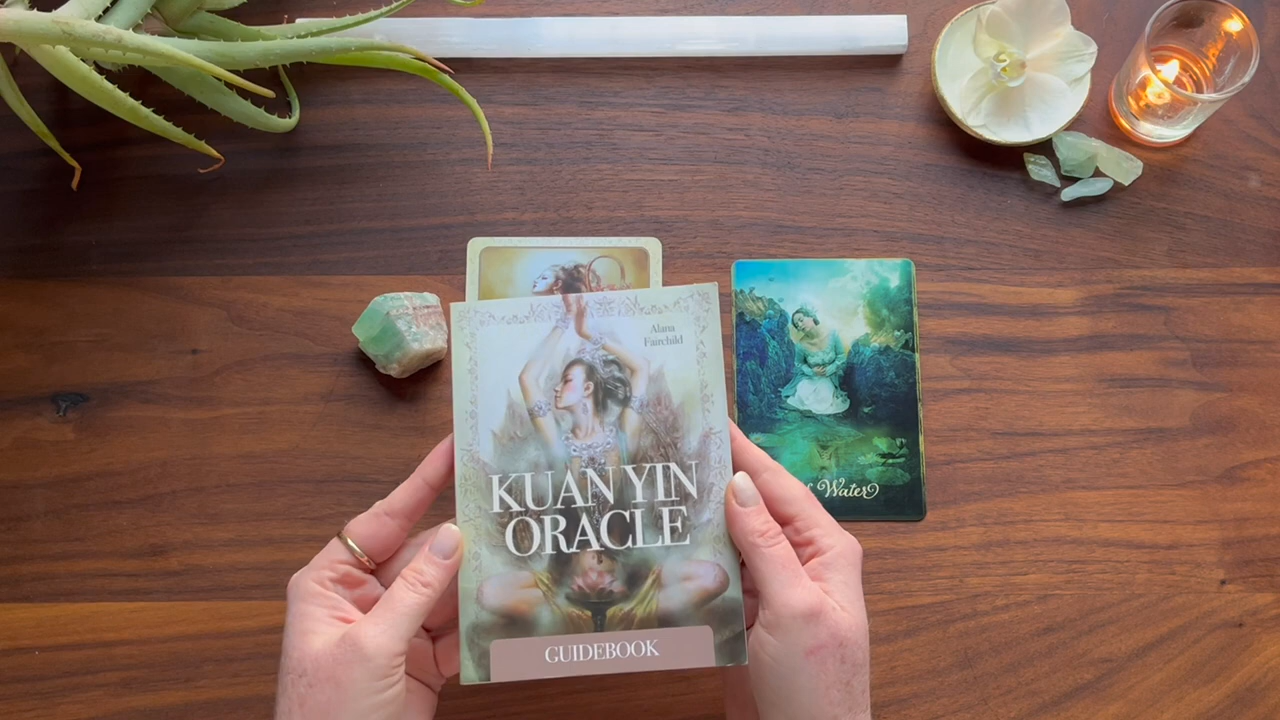 Alana
Fairchild
KUAN YIN
ORACLE
GUIDEBOOK
Water